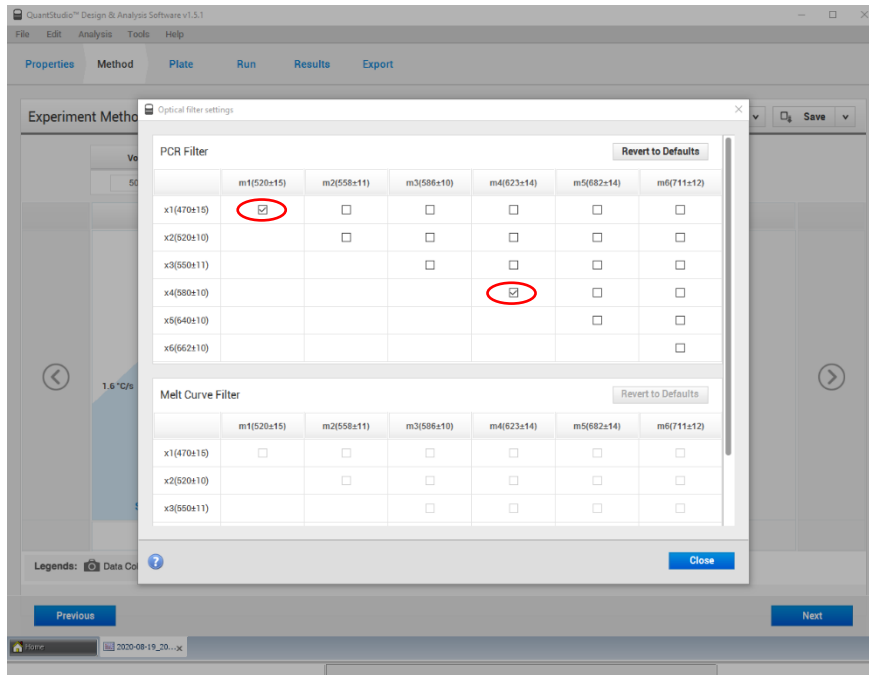 QuantStudio™ Design & Analysis Software v1.5.1
File Edit Analysis Tools Help
Properties Method Plate Run Results Export
Experiment Metho
Optical filter settings
Save
Vo
50
PCR Filter
Revert to Defaults
m1(520±15) m2(558±11) m3(586±10) m4(623±14) m5(682±14) m6(711±12)
x1(470±15)
x2(520±10)
x3(550±11)
x4(580±10)
x5(640±10)
x6(662±10)
1.6 °C/s
Melt Curve Filter
Revert to Defaults
m1(520±15) m2(558±11) m3(586±10) m4(623±14) m5(682±14) m6(711±12)
x1(470±15)
x2(520±10)
x3(550±11)
Legends: Data Col
? Close
Previous Next
Home 2020-08-19_20...x